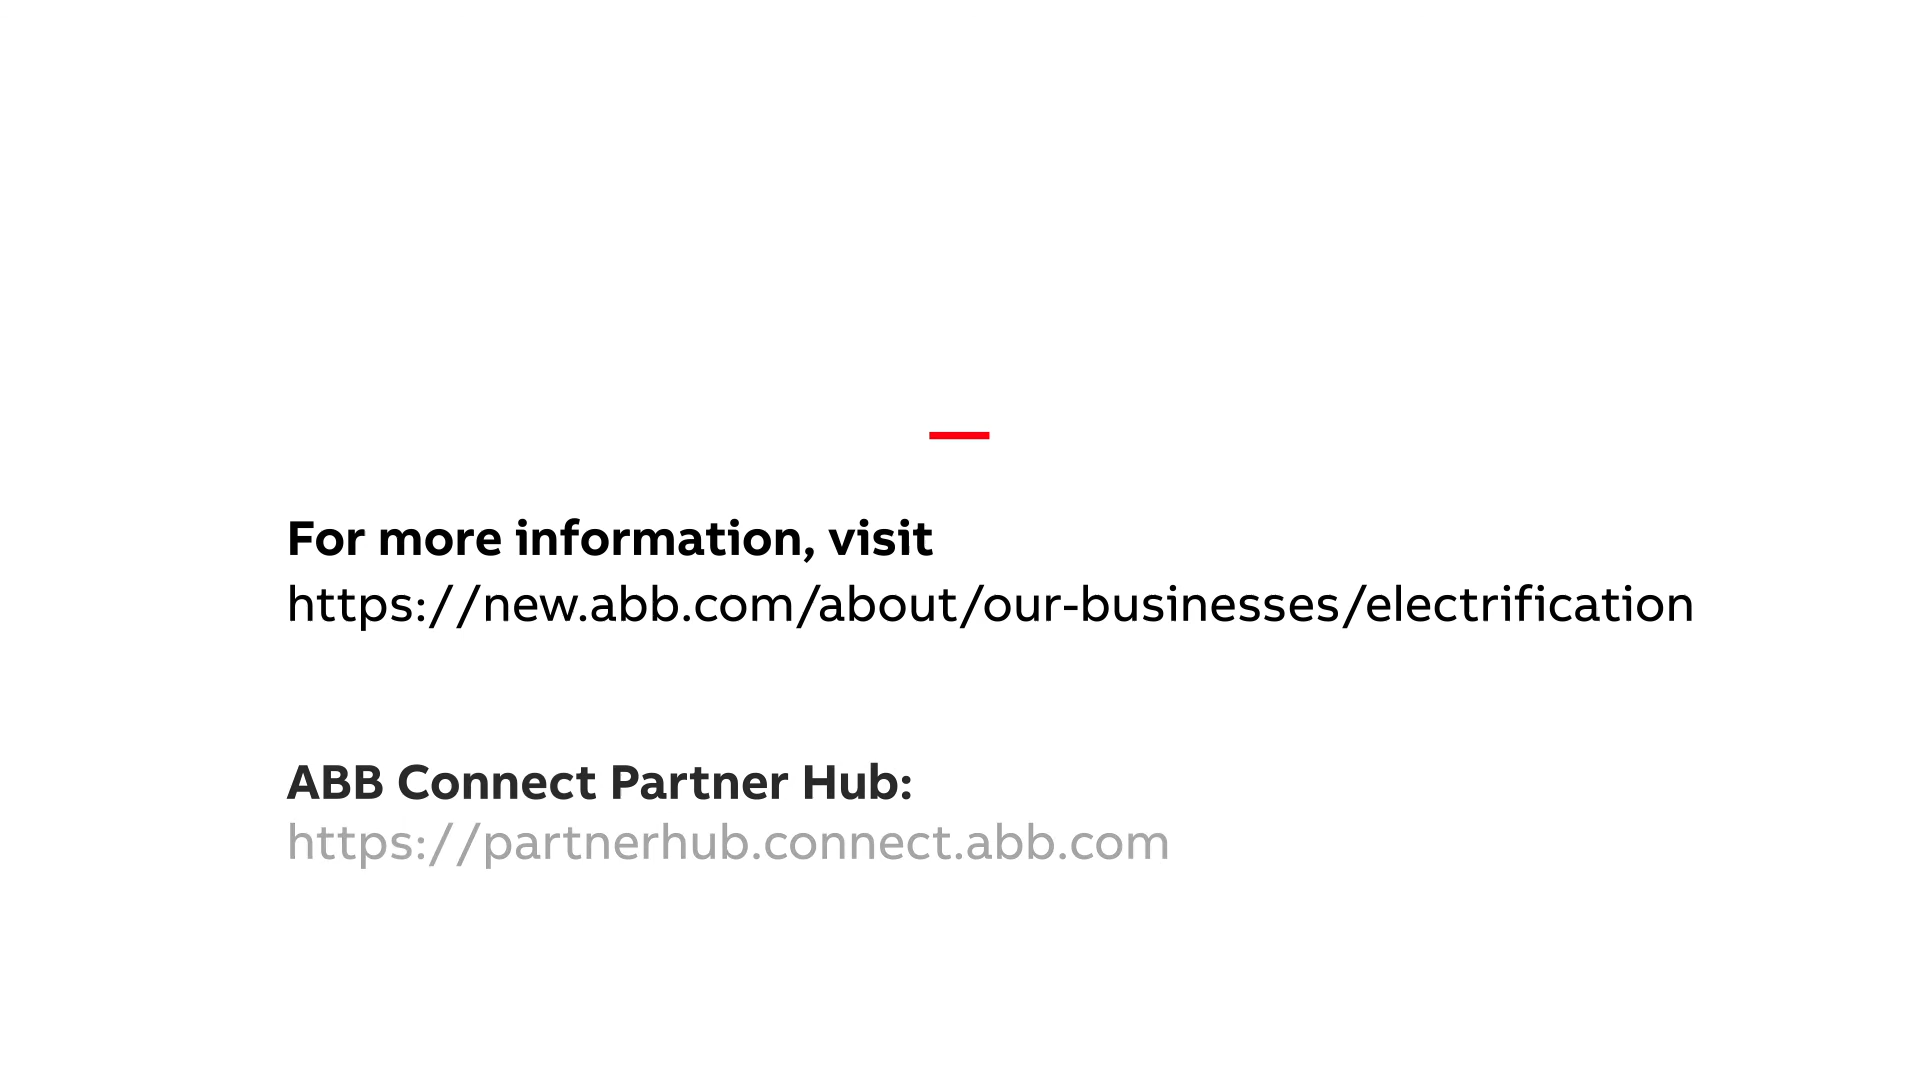 For more information, visit
https://new.abb.com/about/our-businesses/electrification
ABB Connect Partner Hub:
https://partnerhub.connect.abb.com